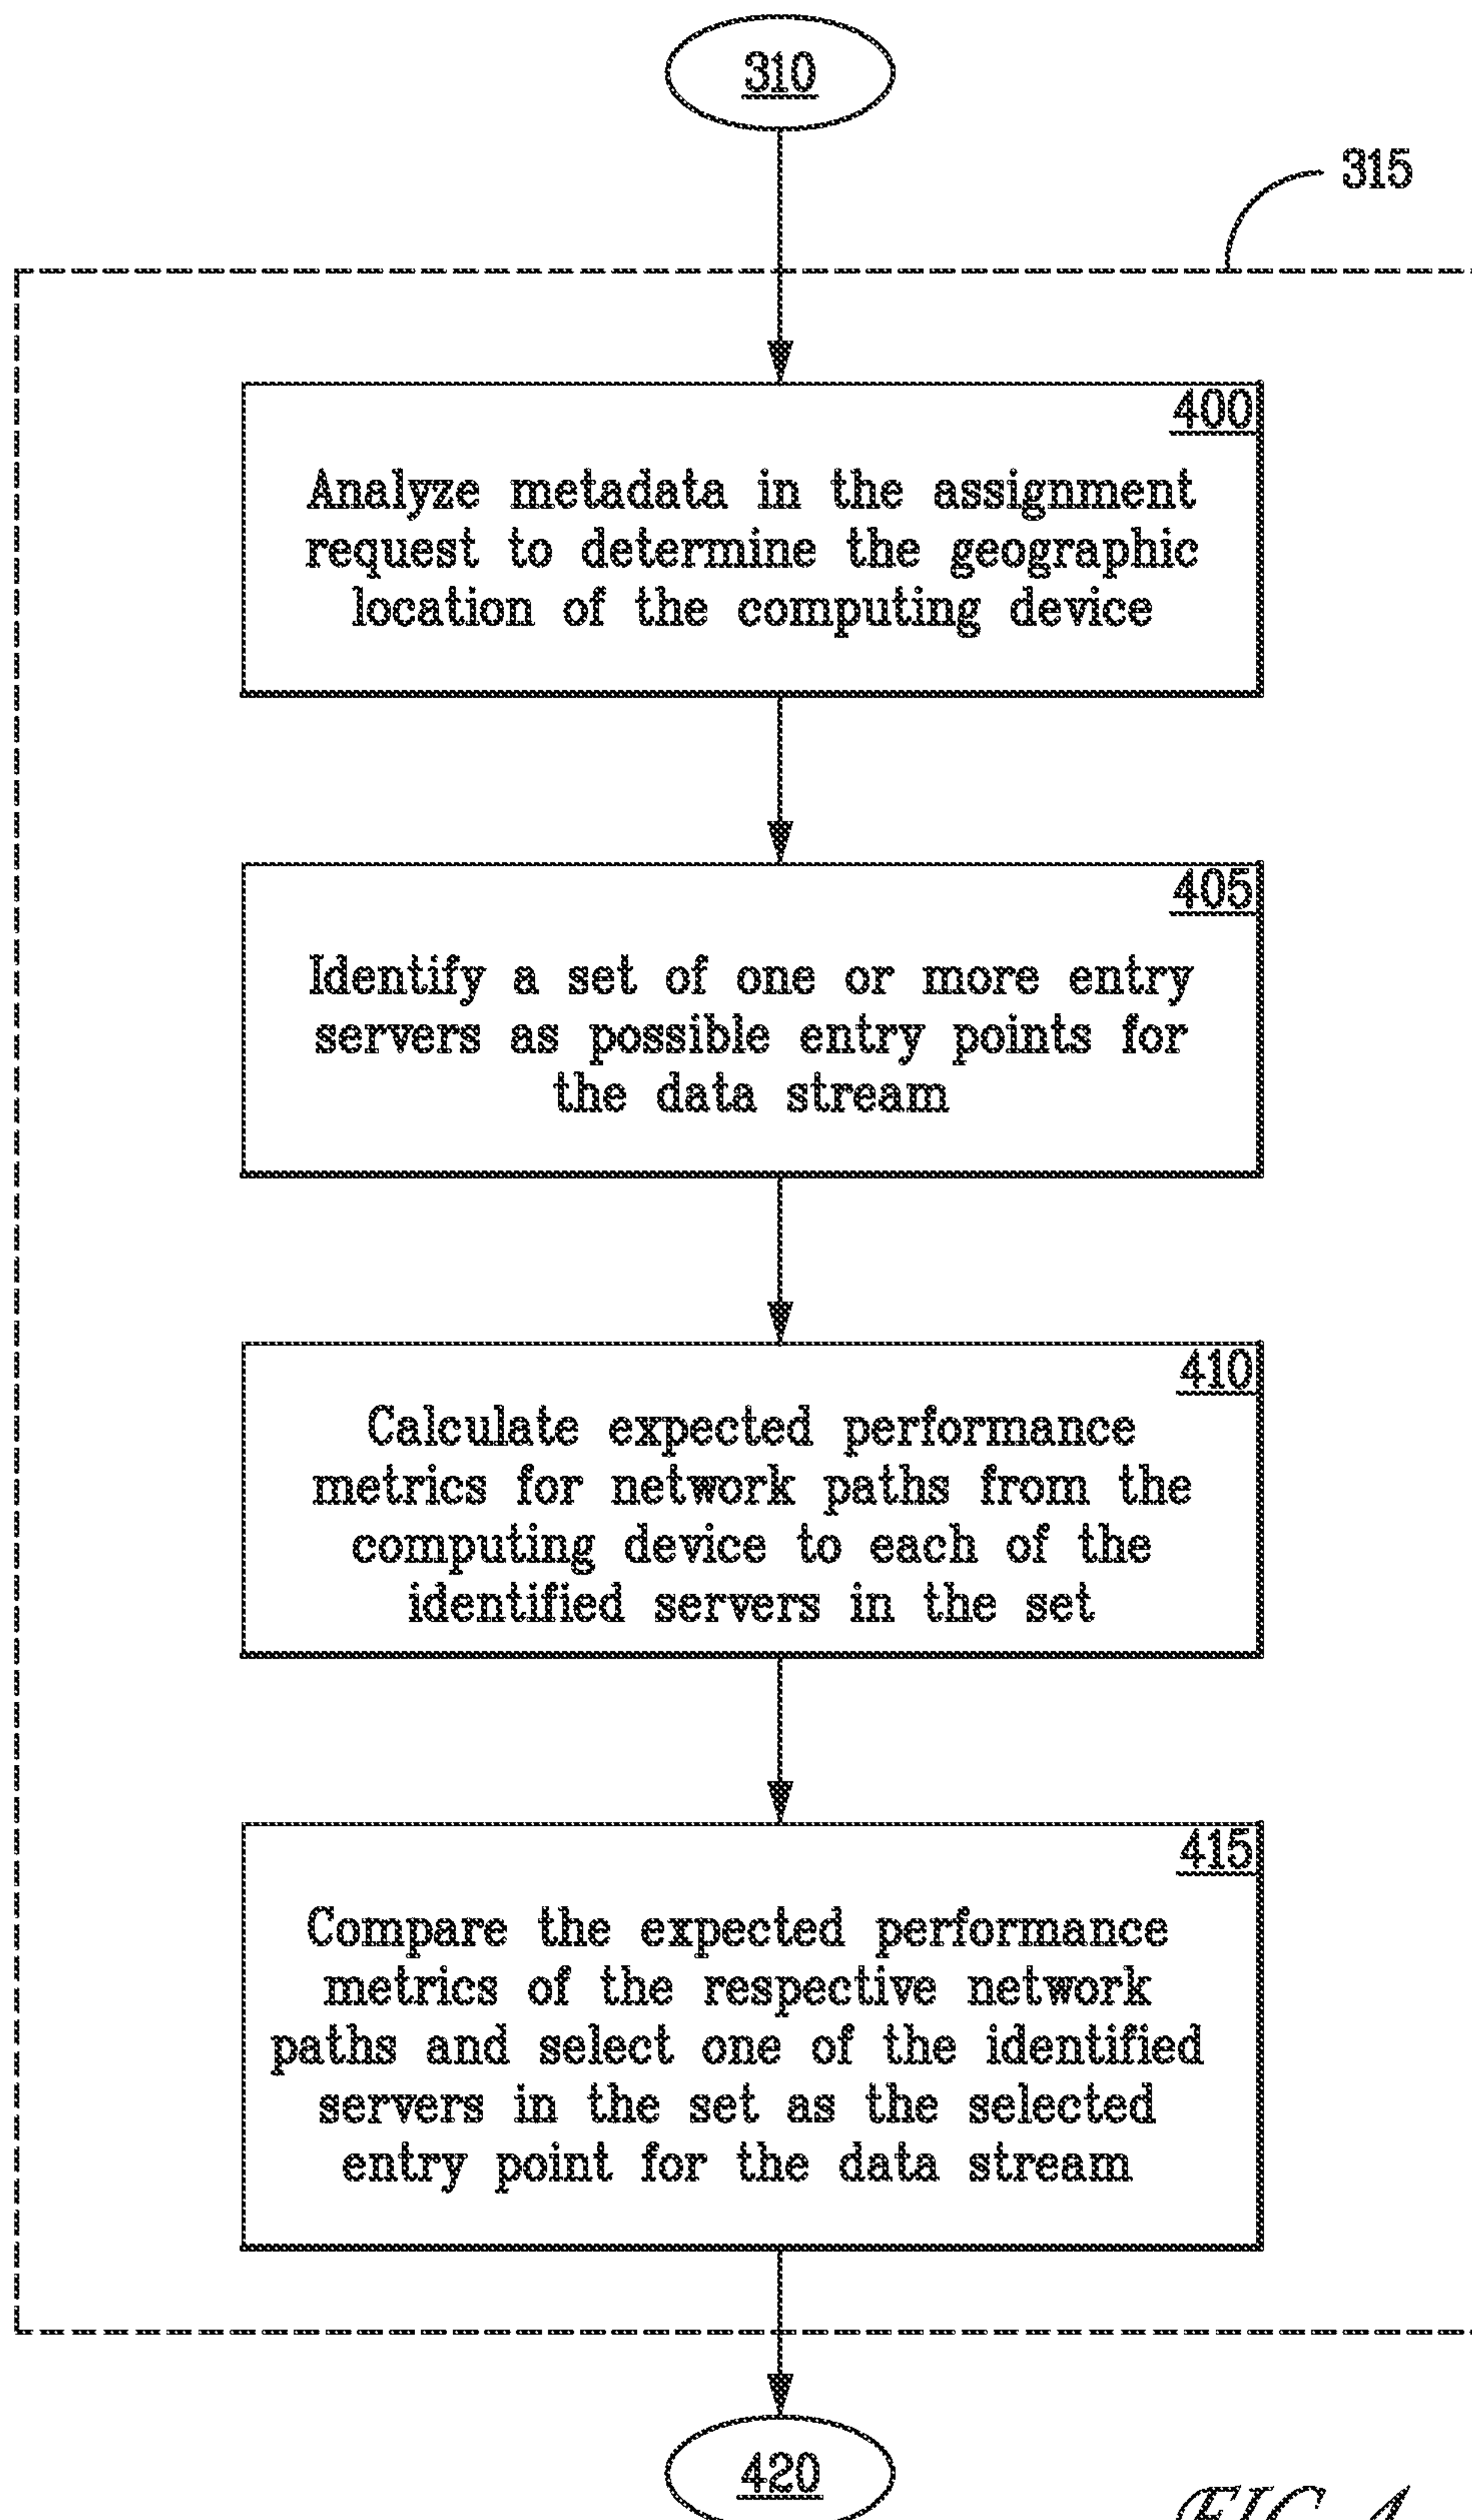 310
315
400
Analyze metadata in the assignment
request to determine the geographic
location of the computing device
405
Identify a set of one or more entry
servers as possible entry points for
the data stream
410
Calculate expected performance
metrics for network paths from the
computing device to each of the
identified servers in the set
415
Compare the expected performance
metrics of the respective network
paths and select one of the identified
servers in the set as the selected
entry point for the data stream
420